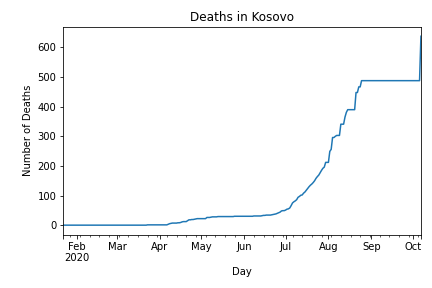 Deaths in Kosovo
Number of Deaths
600
500
400
300
200
100
0
Feb Mar Apr May Jun Jul Aug Sep Oct
2020
Day